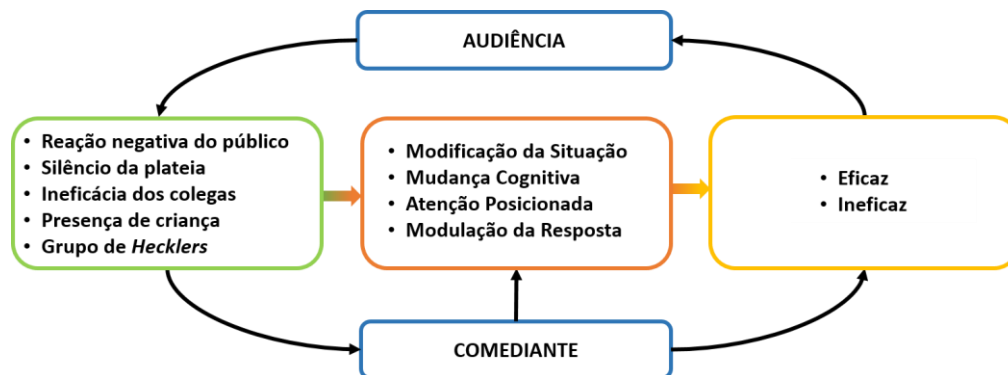 AUDIÊNCIA
• Reação negativa do público
• Silêncio da plateia
• Ineficácia dos colegas
• Presença de criança
• Grupo de Hecklers
• Modificação da Situação
• Mudança Cognitiva
• Atenção Posicionada
• Modulação da Resposta
• Eficaz
• Ineficaz
COMEDIANTE